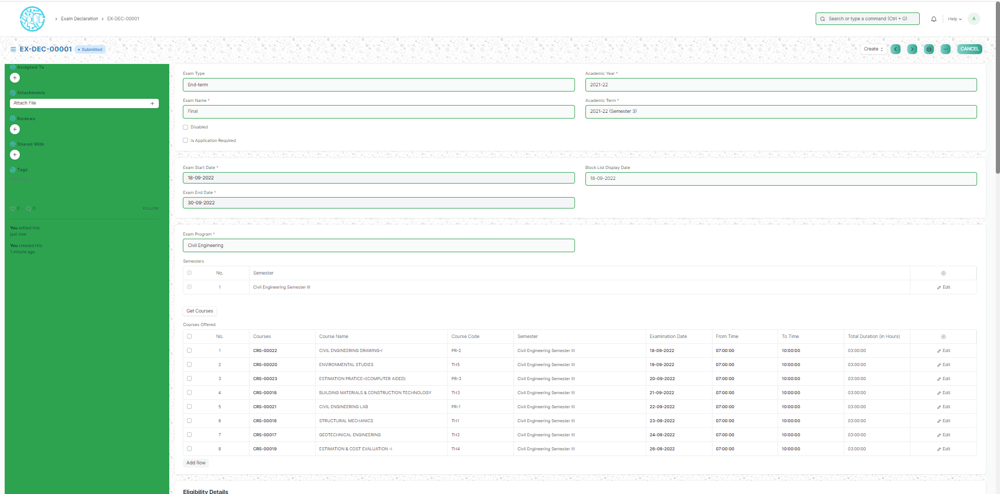 SOUL
› Exam Declaration › EX-DEC-00001
Search or type a command (Ctrl + G)
Help
A
EX-DEC-00001
• Submitted
Create
CANCEL
Assigned To
Attachments
Attach File
Reviews
Shared With
Tags
0 · 0
FOLLOW
You edited this
just now
You created this
1 minute ago
Exam Type
End-term
Academic Year *
2021-22
Exam Name *
Final
Academic Term *
2021-22 (Semester 3)
Disabled
Is Application Required
Exam Start Date *
18-09-2022
Block List Display Date
18-09-2022
Exam End Date *
30-09-2022
Exam Program *
Civil Engineering
Semesters
No. Semester
1 Civil Engineering Semester III Edit
Get Courses
Courses Offered
No. Courses Course Name Course Code Semester Examination Date From Time To Time Total Duration (in Hours)
1 CRS-00022 CIVIL ENGINEERING DRAWING-I PR-2 Civil Engineering Semester III 18-09-2022 07:00:00 10:00:00 03:00:00 Edit
2 CRS-00020 ENVIRONMENTAL STUDIES TH5 Civil Engineering Semester III 19-09-2022 07:00:00 10:00:00 03:00:00 Edit
3 CRS-00023 ESTIMATION PRATICE-I(COMPUTER AIDED) PR-3 Civil Engineering Semester III 20-09-2022 07:00:00 10:00:00 03:00:00 Edit
4 CRS-00018 BUILDING MATERIALS & CONSTRUCTION TECHNOLOGY TH3 Civil Engineering Semester III 21-09-2022 07:00:00 10:00:00 03:00:00 Edit
5 CRS-00021 CIVIL ENGINEERING LAB PR-1 Civil Engineering Semester III 22-09-2022 07:00:00 10:00:00 03:00:00 Edit
6 CRS-00016 STRUCTURAL MECHANICS TH1 Civil Engineering Semester III 23-09-2022 07:00:00 10:00:00 03:00:00 Edit
7 CRS-00017 GEOTECHNICAL ENGINEERING TH2 Civil Engineering Semester III 24-09-2022 07:00:00 10:00:00 03:00:00 Edit
8 CRS-00019 ESTIMATION & COST EVALUATION -I TH4 Civil Engineering Semester III 26-09-2022 07:00:00 10:00:00 03:00:00 Edit
Add Row
Eligibility Details